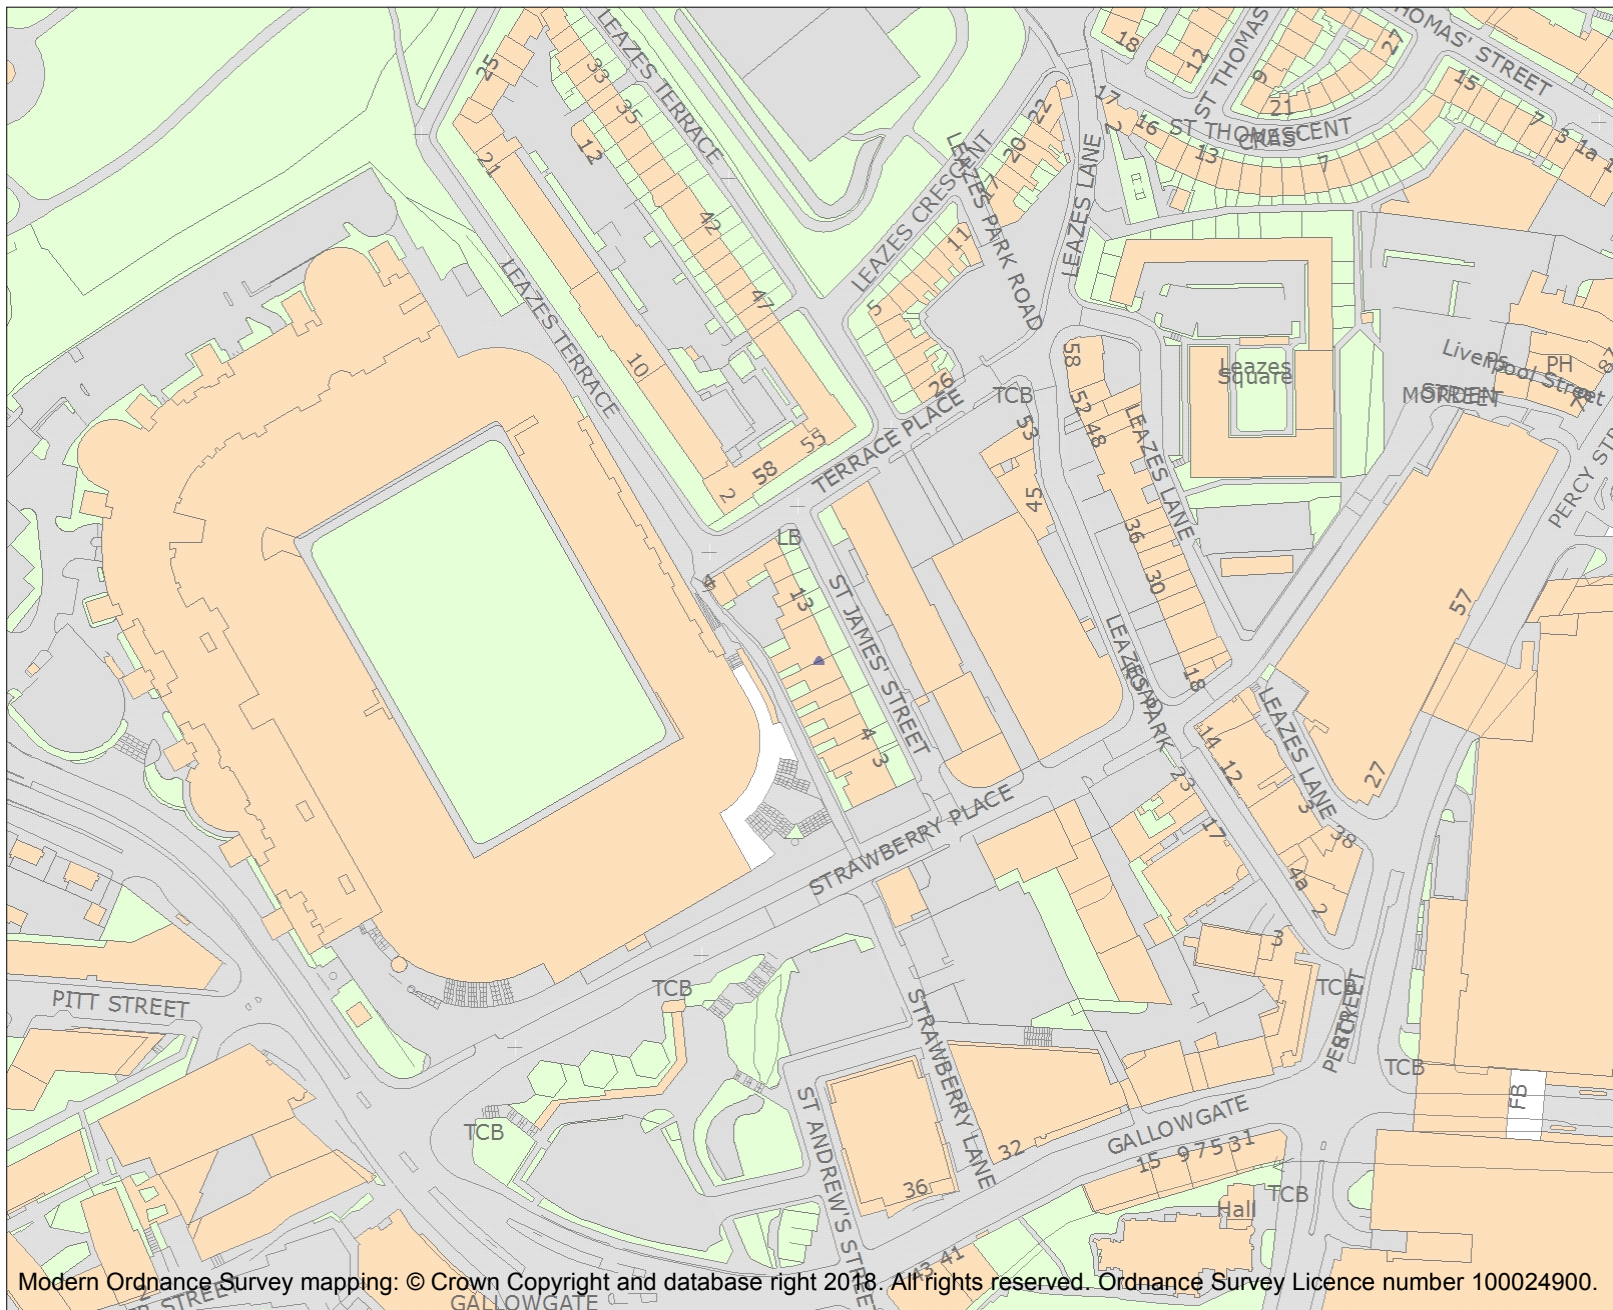 LEAZES TERRACE
18
12
ST THOMAS
9
27
THOMAS' STREET
25
33
35
12
21
22
20
17
LEAZES CRESCENT
LEAZES PARK ROAD
LEAZES LANE
17
2
16
ST THOMAS'
CRESCENT
21
13
7
15
7
3
1a
42
11
5
47
LEAZES TERRACE
10
26
TCB
58
52
48
LEAZES LANE
Leazes
Square
Liverpool Street
PH
87
MORDEN
STREET
PERCY STR
TERRACE PLACE
53
45
55
58
2
LB
36
30
57
4
13
ST JAMES' STREET
LEAZES PARK
18
4
3
14
12
LEAZES LANE
3
38
27
23
17
STRAWBERRY PLACE
4a
2
3
TCB
PERCY
STREET
TCB
PITT STREET
TCB
STRAWBERRY LANE
FB
TCB
ST ANDREW'S STREET
GALLOWGATE
32
15
9
7
5
3
1
36
TCB
Hall
43
41
STREET
GALLOWGATE
Modern Ordnance Survey mapping: © Crown Copyright and database right 2018. All rights reserved. Ordnance Survey Licence number 100024900.